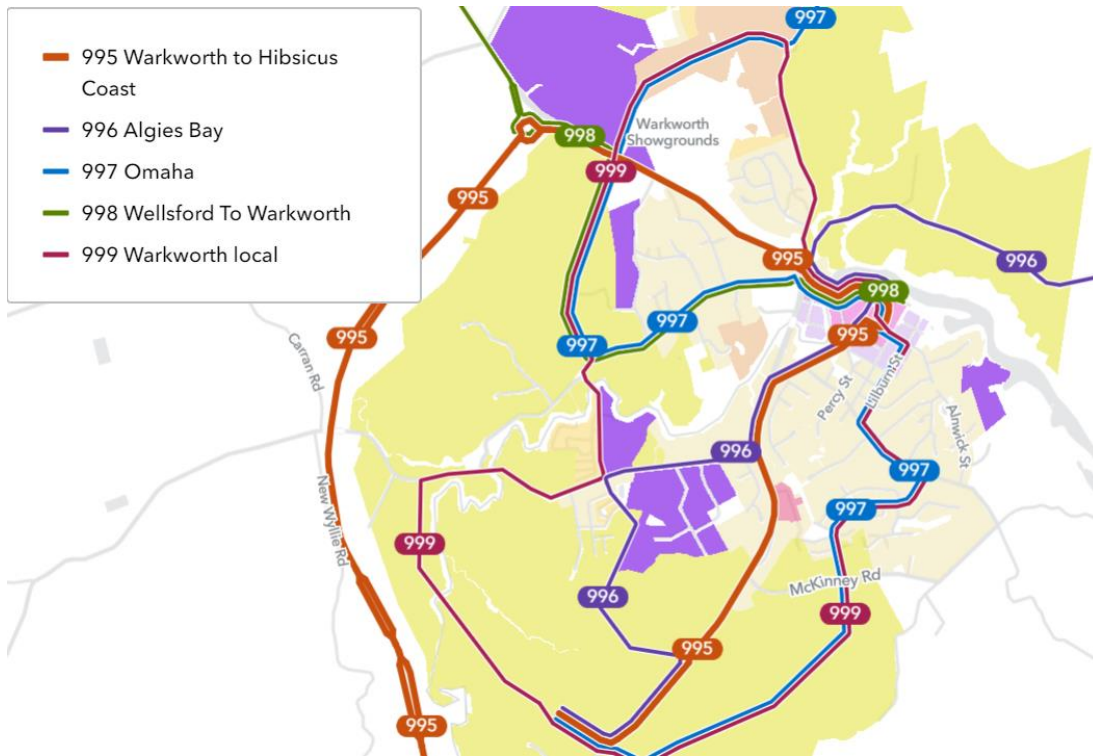 995 Warkworth to Hibsicus
Coast
996 Algies Bay
997 Omaha
998 Wellsford To Warkworth
999 Warkworth local
997
998
Warkworth
Showgrounds
999
995
995
996
998
997
997
995
995
Carran Rd
Percy St
Lilburn St
Alnwick St
996
997
997
New Wyllie Rd
999
McKinney Rd
996
999
995
995